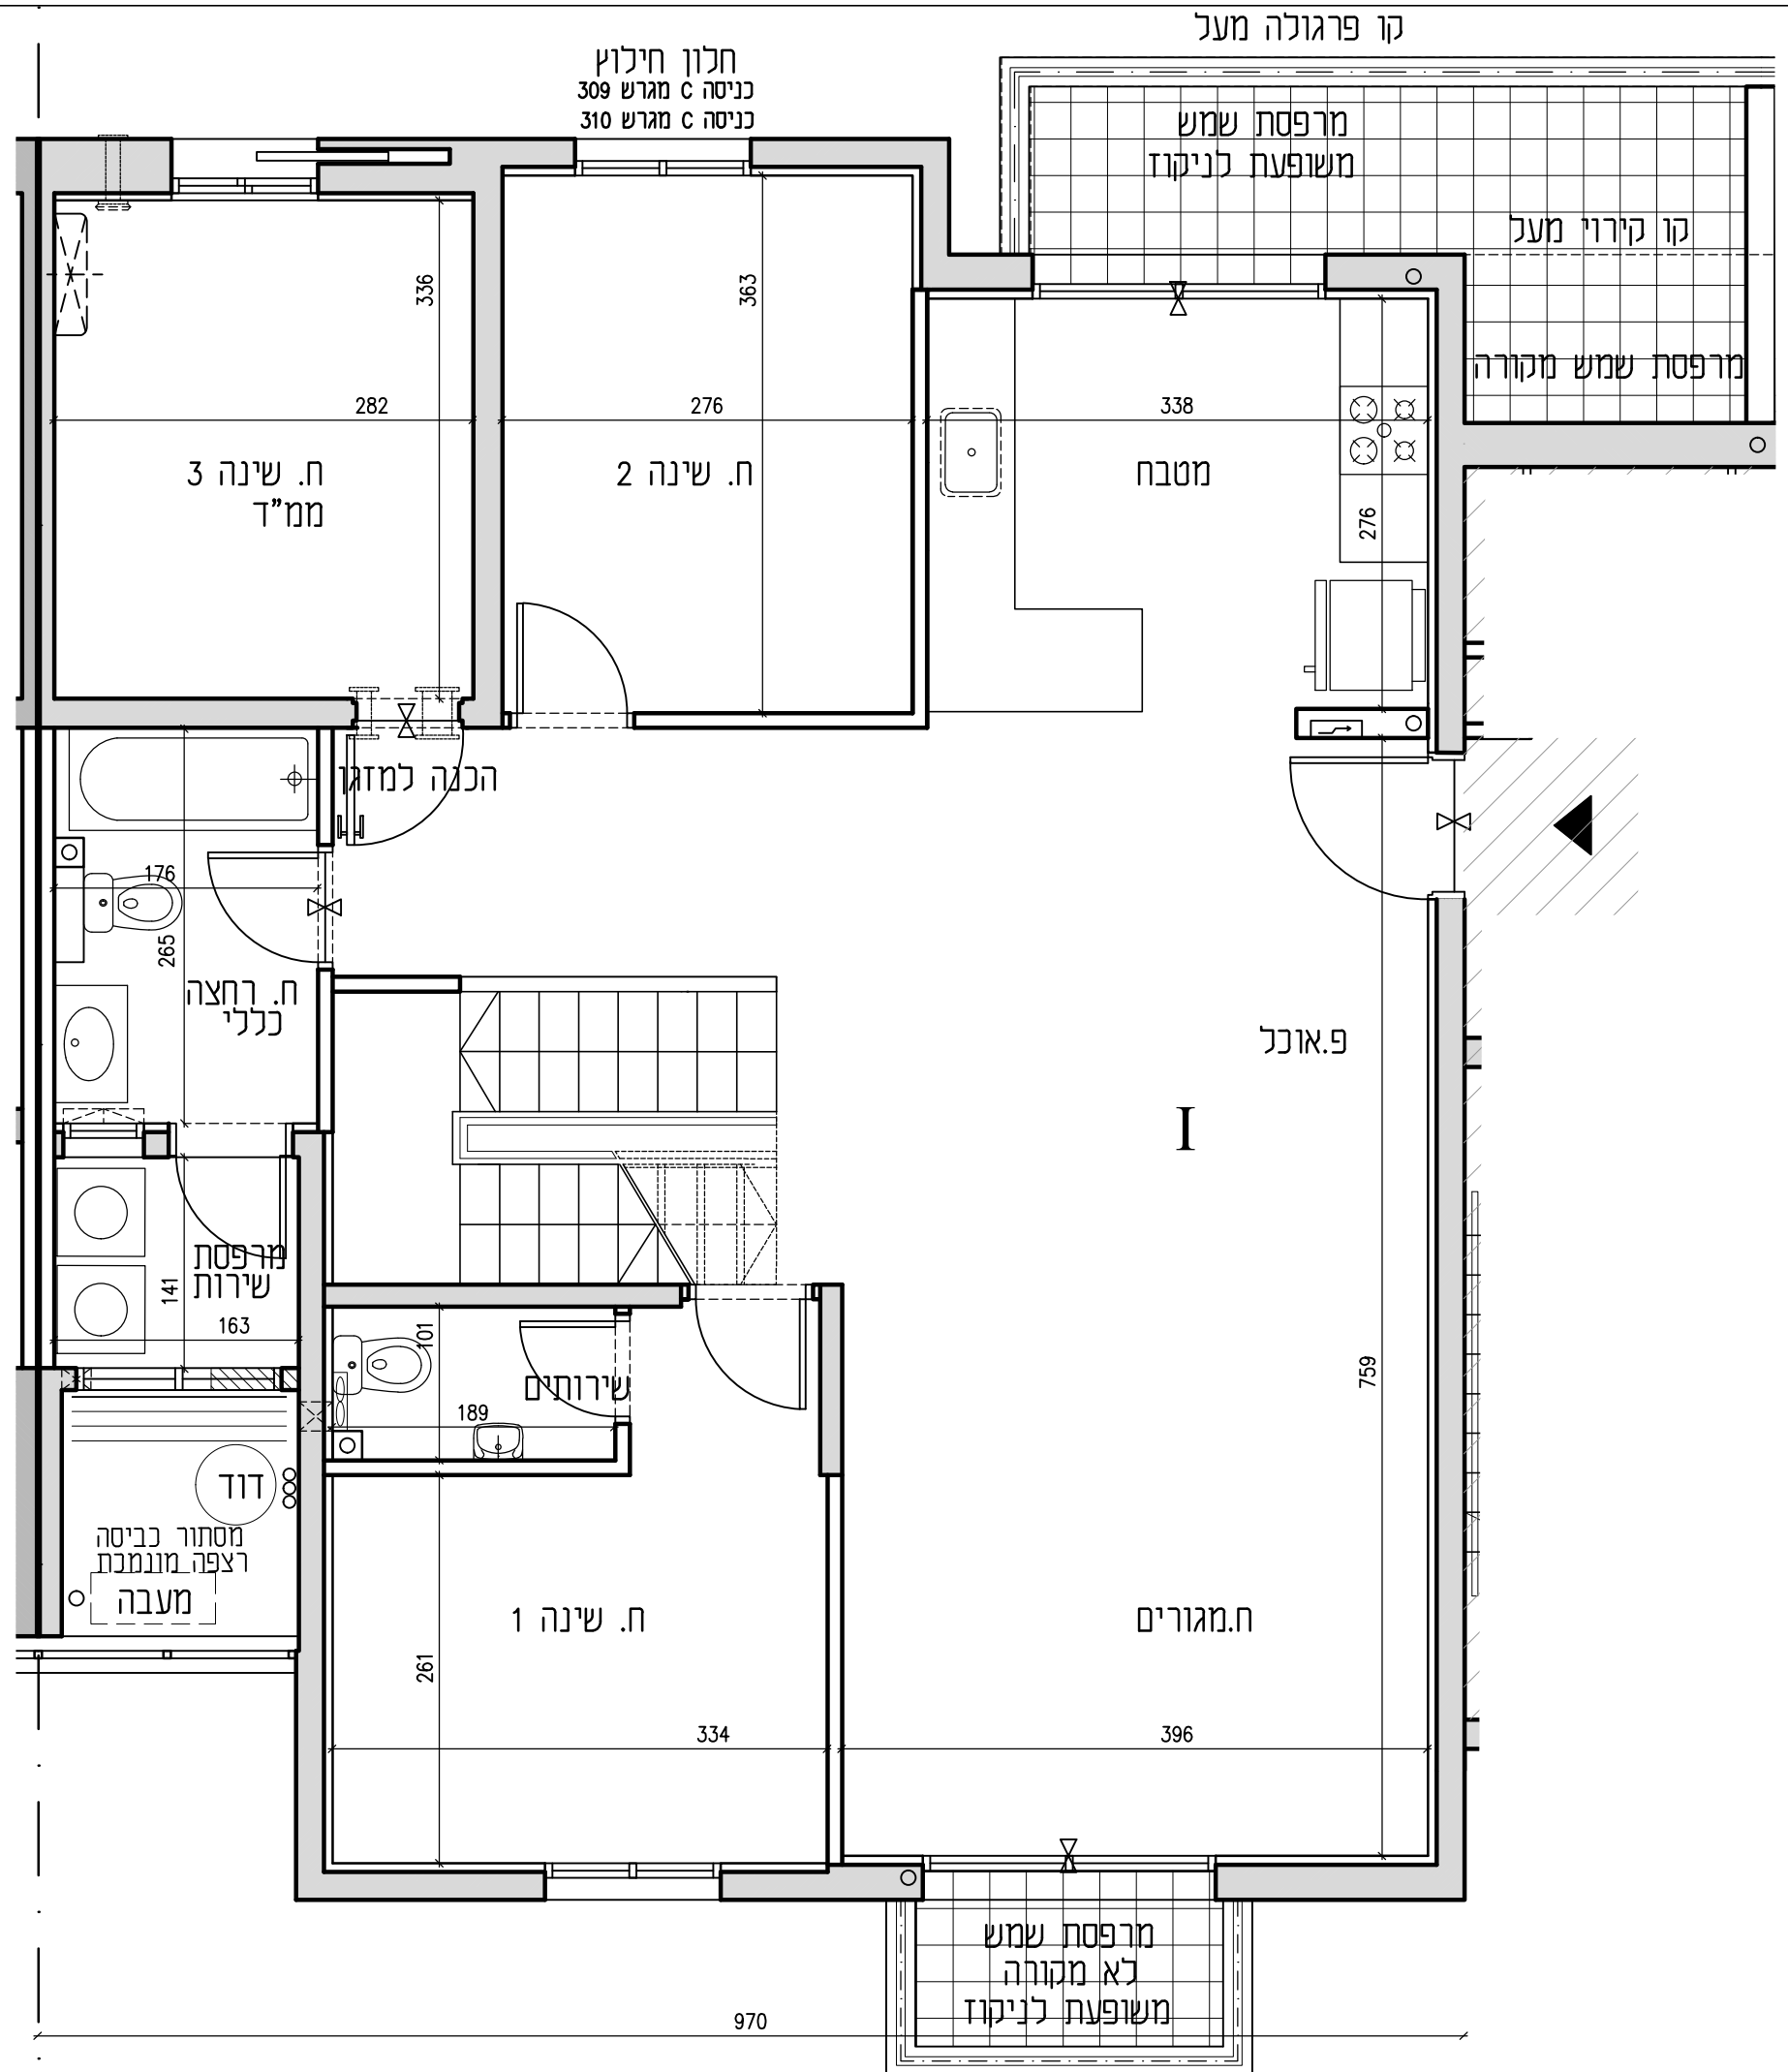 קו פרגולה מעל
חלון חילוץ
כניסה C מגרש 309
כניסה C מגרש 310
מרפסת שמש
משופעת לניקוז
קו קירוי מעל
מרפסת שמש מקורה
336
363
282
276
338
ח. שינה 3
ממ"ד
ח. שינה 2
מטבח
276
הכנה למזגן
176
265
ח. רחצה
כללי
פ.אוכל
I
מרפסת
שירות
141
163
101
שירותים
189
759
דוד
מסתור כביסה
רצפה מונמכת
מעבה
ח. שינה 1
ח.מגורים
261
334
396
מרפסת שמש
לא מקורה
משופעת לניקוז
970